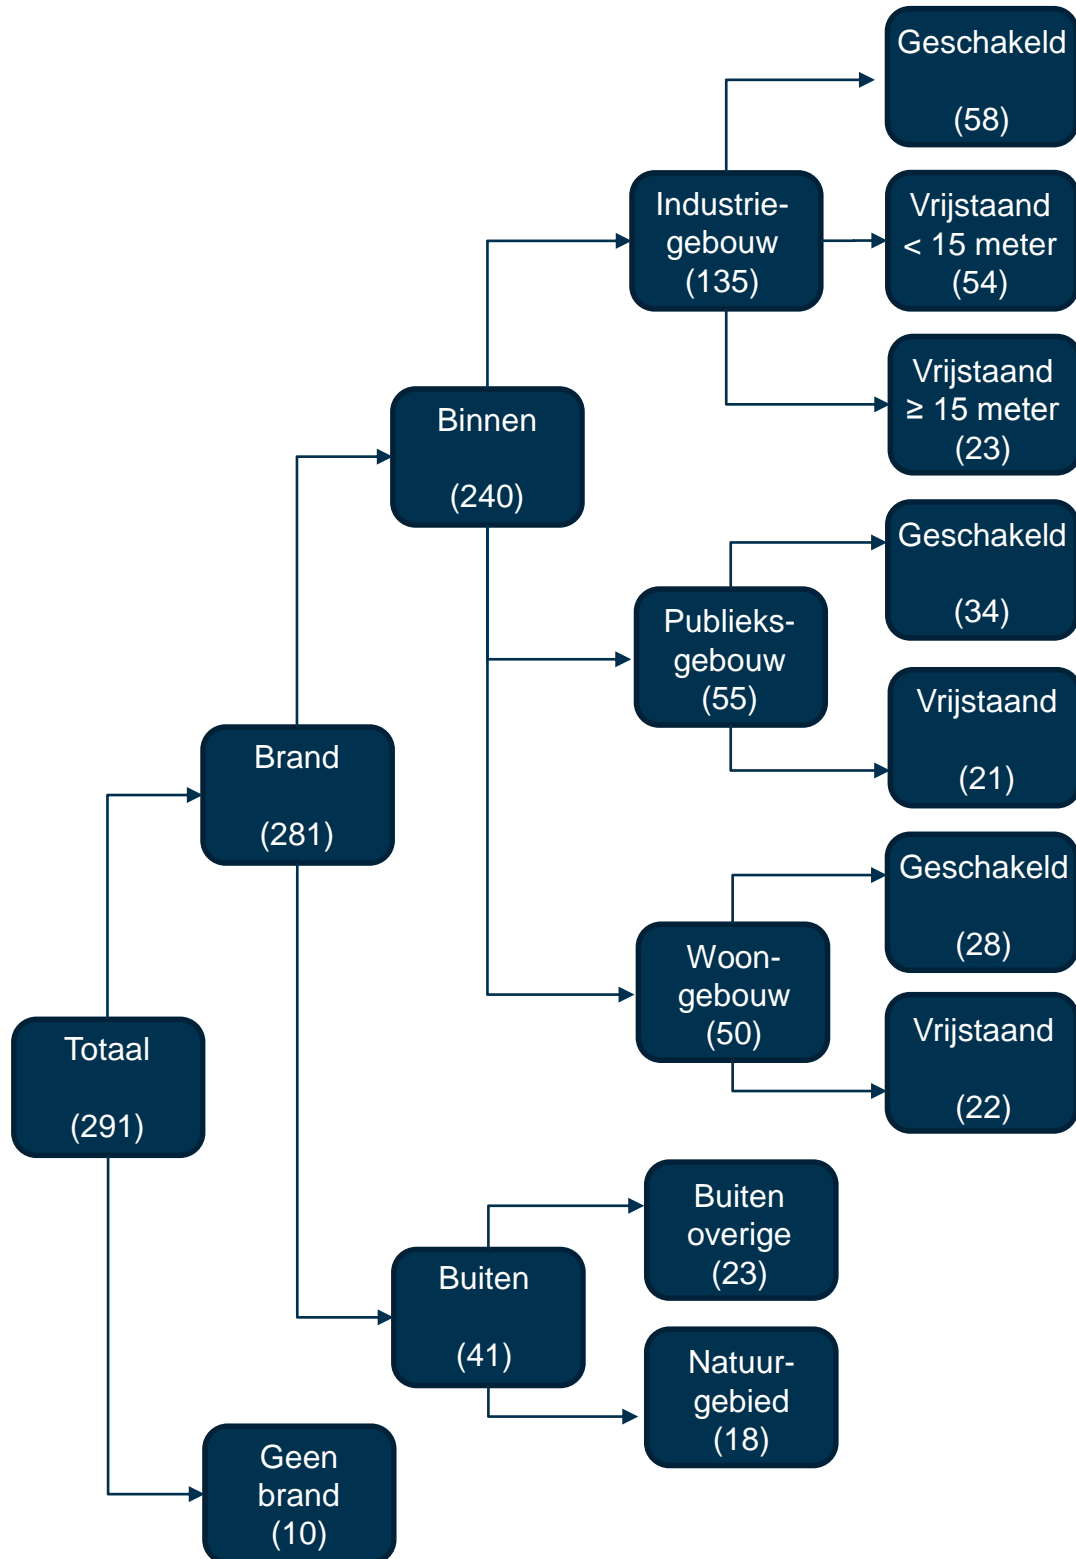 Geschakeld
(58)
Industrie-
gebouw
(135)
Vrijstaand
< 15 meter
(54)
Vrijstaand
≥ 15 meter
(23)
Binnen
(240)
Geschakeld
(34)
Publieks-
gebouw
(55)
Vrijstaand
(21)
Brand
(281)
Geschakeld
(28)
Woon-
gebouw
(50)
Vrijstaand
(22)
Totaal
(291)
Buiten
overige
(23)
Buiten
(41)
Natuur-
gebied
(18)
Geen
brand
(10)